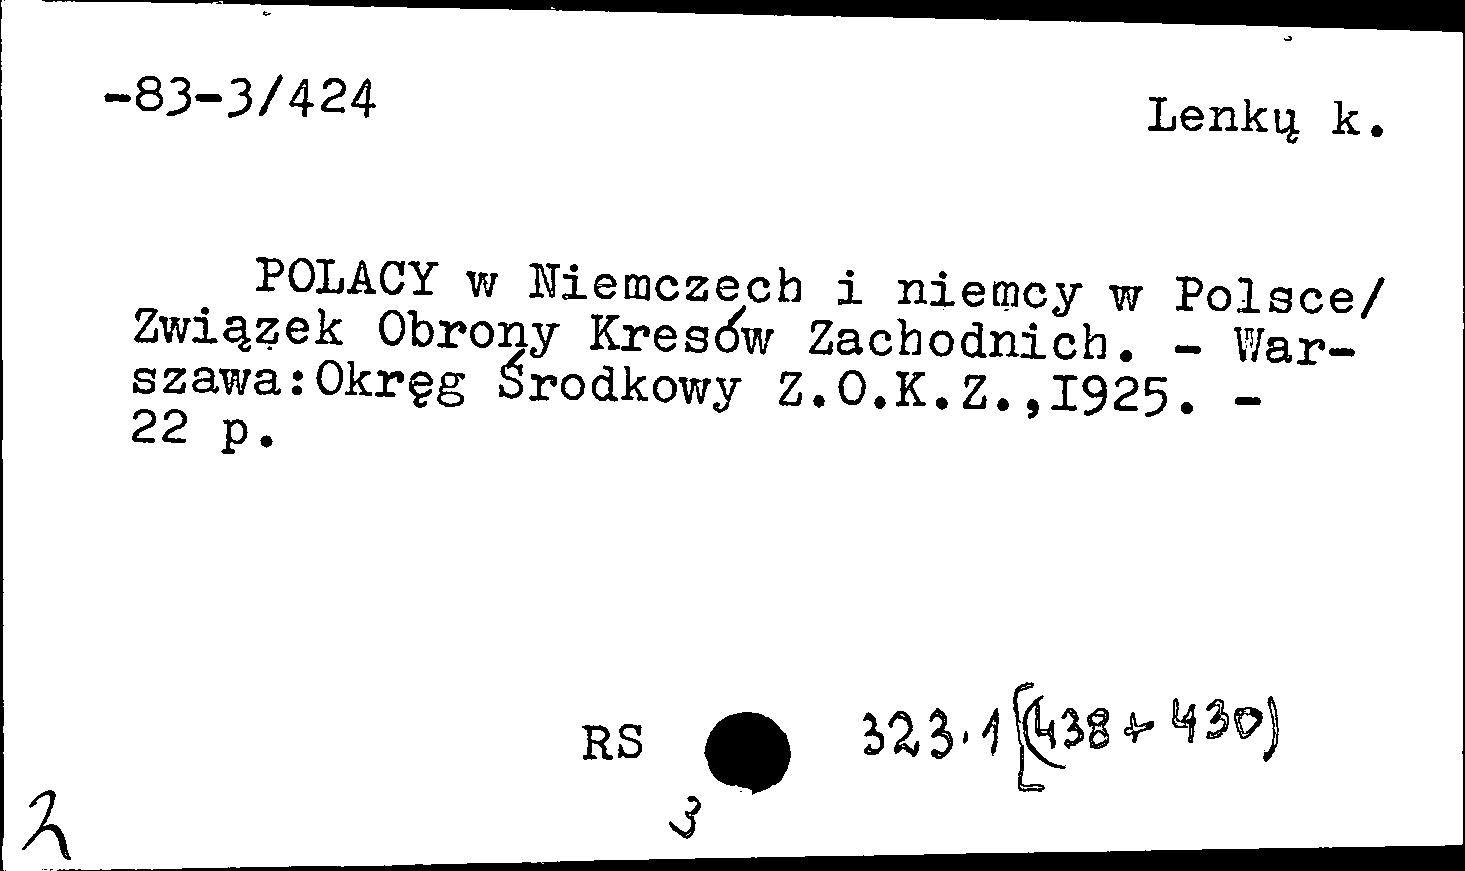 -83-3/424
Lenkų k.
POLACY w Niemczech i niemcy w Polsce/
Związek Obrony Kresów Zachodnich. - War-
szawa:Okręg Środkowy Z.O.K.Z.,I925. -
22 p.
RS
323.1[(438+430)
3